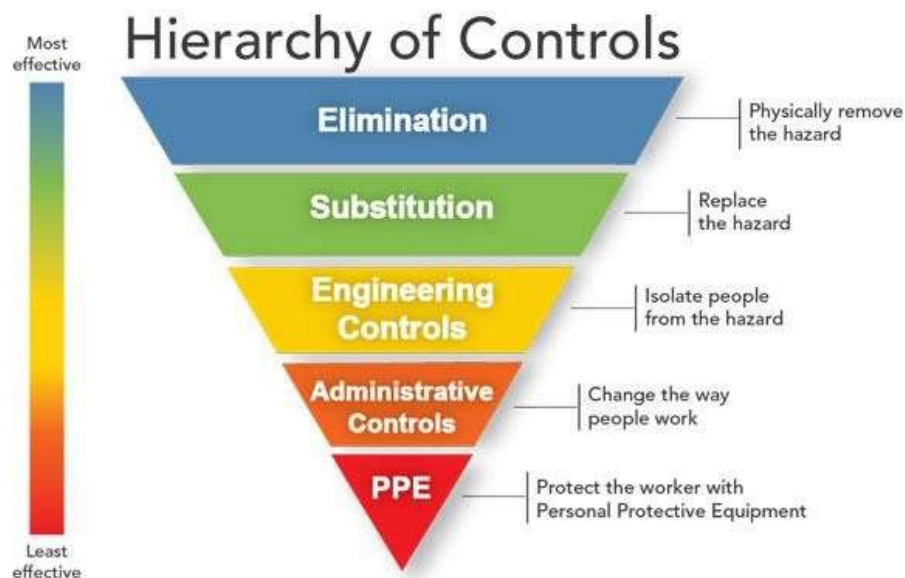 Hierarchy of Controls
Most
effective
Elimination
Physically remove
the hazard
Substitution
Replace
the hazard
Engineering
Controls
Isolate people
from the hazard
Administrative
Controls
Change the way
people work
PPE
Protect the worker with
Personal Protective Equipment
Least
effective